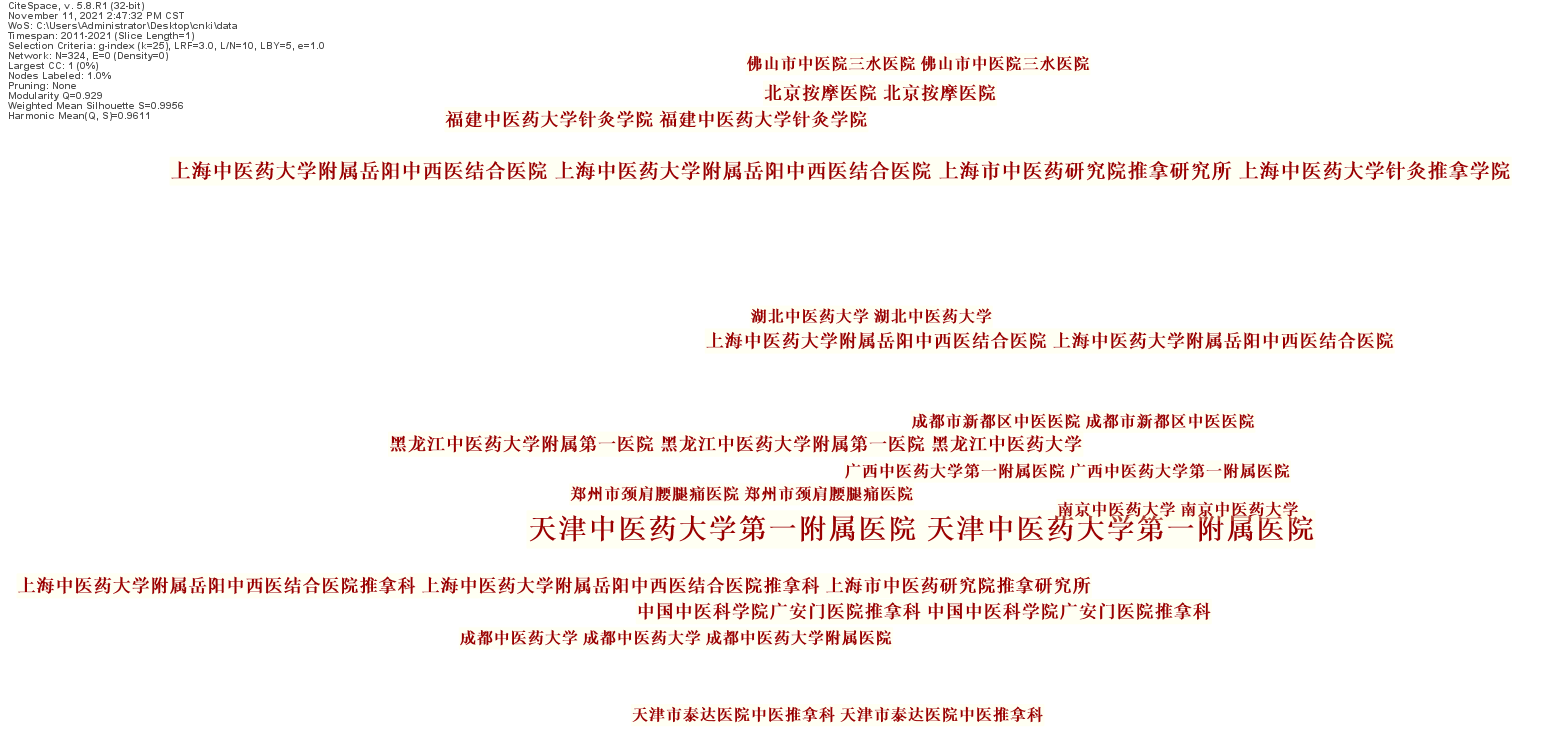 CiteSpace, v. 5.8.R1 (32-bit)
November 11, 2021 2:47:32 PM CST
WoS: C:\Users\Administrator\Desktop\cnki\data
Timespan: 2011-2021 (Slice Length=1)
Selection Criteria: g-index (k=25), LRF=3.0, L/N=10, LBY=5, e=1.0
Network: N=324, E=0 (Density=0)
Largest CC: 1 (0%)
Nodes Labeled: 1.0%
Pruning: None
Modularity Q=0.929
Weighted Mean Silhouette S=0.9956
Harmonic Mean(Q, S)=0.9611
佛山市中医院三水医院 佛山市中医院三水医院
北京按摩医院 北京按摩医院
福建中医药大学针灸学院 福建中医药大学针灸学院
上海中医药大学附属岳阳中西医结合医院 上海中医药大学附属岳阳中西医结合医院 上海市中医药研究院推拿研究所 上海中医药大学针灸推拿学院
湖北中医药大学 湖北中医药大学
上海中医药大学附属岳阳中西医结合医院 上海中医药大学附属岳阳中西医结合医院
成都市新都区中医医院 成都市新都区中医医院
黑龙江中医药大学附属第一医院 黑龙江中医药大学附属第一医院 黑龙江中医药大学
广西中医药大学第一附属医院 广西中医药大学第一附属医院
郑州市颈肩腰腿痛医院 郑州市颈肩腰腿痛医院
南京中医药大学 南京中医药大学
天津中医药大学第一附属医院 天津中医药大学第一附属医院
上海中医药大学附属岳阳中西医结合医院推拿科 上海中医药大学附属岳阳中西医结合医院推拿科 上海市中医药研究院推拿研究所
中国中医科学院广安门医院推拿科 中国中医科学院广安门医院推拿科
成都中医药大学 成都中医药大学 成都中医药大学附属医院
天津市泰达医院中医推拿科 天津市泰达医院中医推拿科